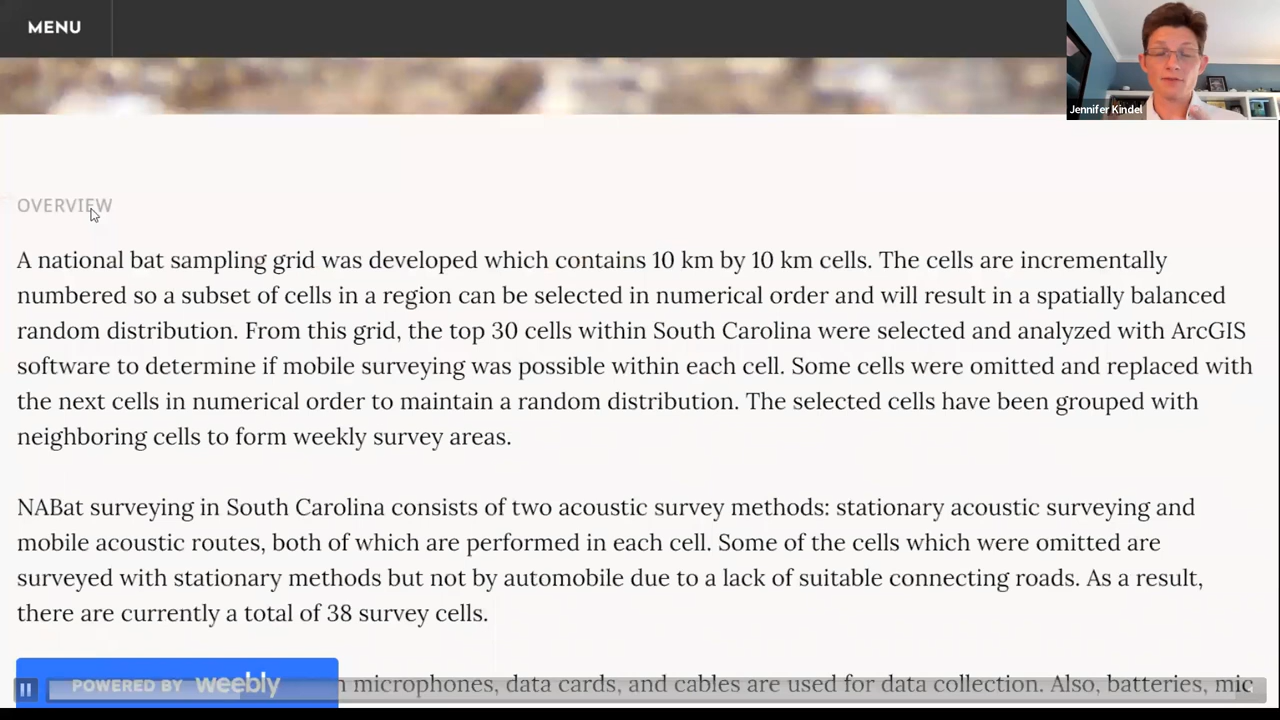 MENU
Jennifer Kindel
OVERVIEW
A national bat sampling grid was developed which contains 10 km by 10 km cells. The cells are incrementally
numbered so a subset of cells in a region can be selected in numerical order and will result in a spatially balanced
random distribution. From this grid, the top 30 cells within South Carolina were selected and analyzed with ArcGIS
software to determine if mobile surveying was possible within each cell. Some cells were omitted and replaced with
the next cells in numerical order to maintain a random distribution. The selected cells have been grouped with
neighboring cells to form weekly survey areas.
NABat surveying in South Carolina consists of two acoustic survey methods: stationary acoustic surveying and
mobile acoustic routes, both of which are performed in each cell. Some of the cells which were omitted are
surveyed with stationary methods but not by automobile due to a lack of suitable connecting roads. As a result,
there are currently a total of 38 survey cells.
POWERED BY weebly
microphones, data cards, and cables are used for data collection. Also, batteries, mic